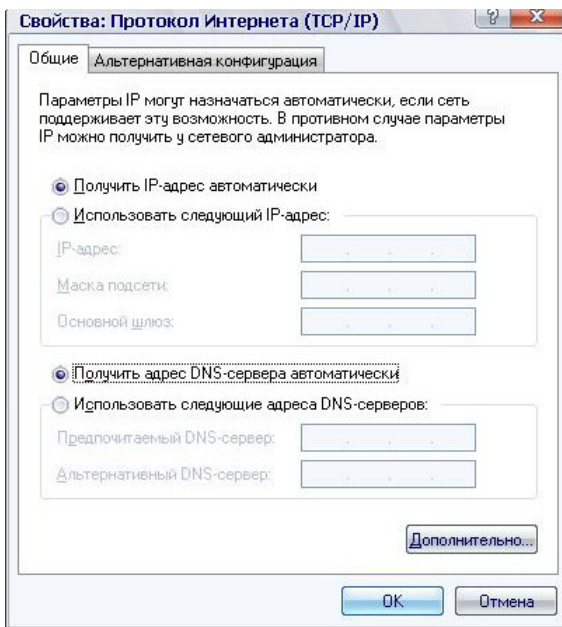 Свойства: Протокол Интернета (TCP/IP)
Общие
Альтернативная конфигурация
Параметры IP могут назначаться автоматически, если сеть
поддерживает эту возможность. В противном случае параметры
IP можно получить у сетевого администратора.
Получить IP-адрес автоматически
Использовать следующий IP-адрес:
IP-адрес:
Маска подсети:
Основной шлюз:
Получить адрес DNS-сервера автоматически
Использовать следующие адреса DNS-серверов:
Предпочитаемый DNS-сервер:
Альтернативный DNS-сервер:
Дополнительно...
OK
Отмена